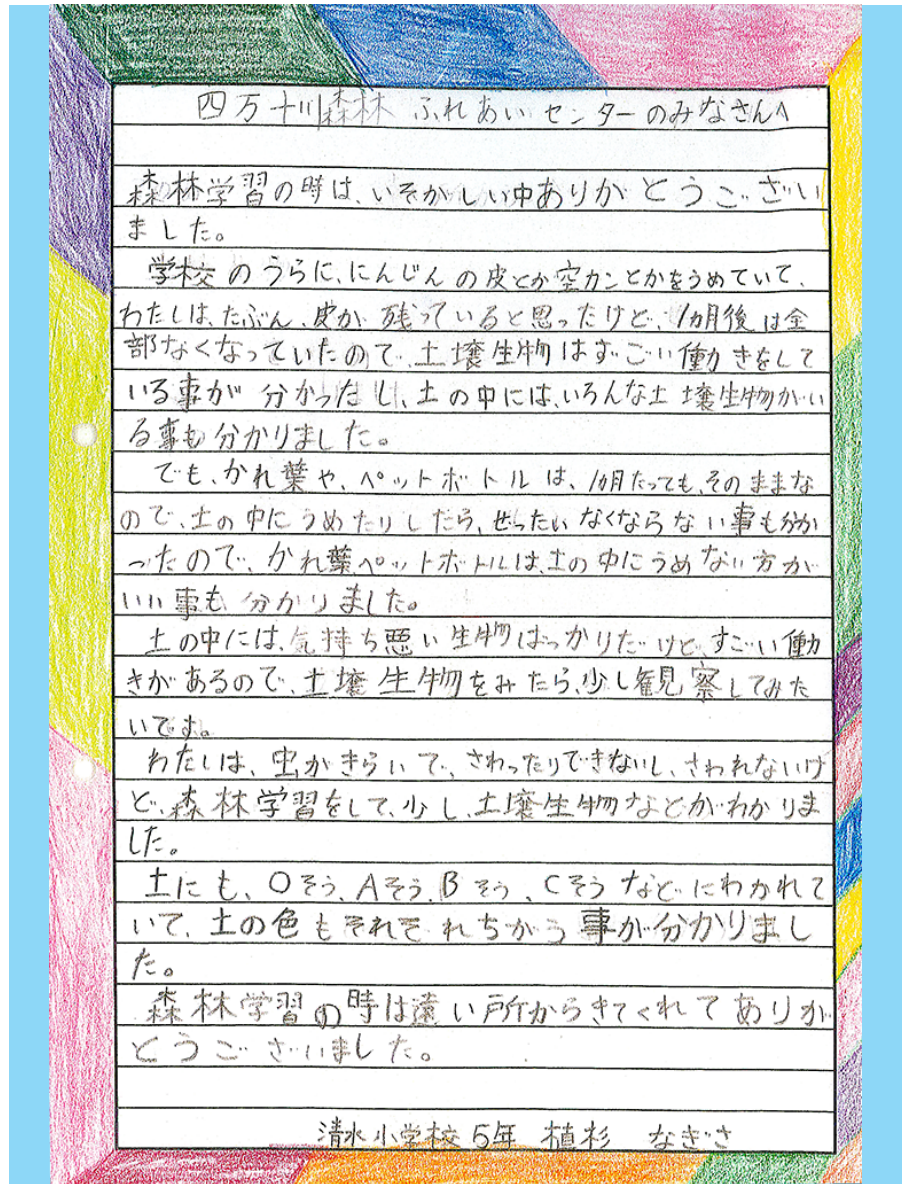 四万十川森林 ふれあいセンターのみなさんへ
森林学習の時は、いそがしい中ありがとうござい
ました。
学校のうらに、にんじんの皮とか空カンとかをうめていて、
わたしは、たぶん、皮が残っていると思ったけど、1カ月後は全
部なくなっていたので、土壌生物はすごい働きをして
いる事が分かったし、土の中には、いろんな土壌生物がい
る事も分かりました。
でも、かれ葉や、ペットボトルは、1カ月たっても、そのままな
ので、土の中にうめたりしたら、ぜったいなくならない事も分か
ったので、かれ葉、ペットボトルは、土の中にうめない方が
いい事も分かりました。
土の中には、気持ち悪い生物ばっかりだけど、すごい働
きがあるので、土壌生物をみたら、少し観察してみた
いです。
わたしは、虫がきらいで、さわったりできないし、さわれないけ
ど、森林学習をして、少し、土壌生物などがわかりま
した。
土にも、Oそう、Aそう、Bそう、Cそうなどにわかれて
いて、土の色もそれぞれちがう事が分かりまし
た。
森林学習の時は遠い所からきてくれてありが
とうございました。
清水小学校5年 植杉 なぎさ